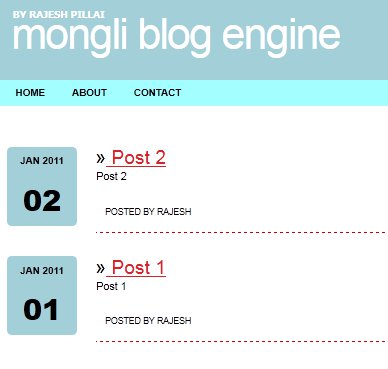 BY RAJESH PILLAI
mongli blog engine
HOME ABOUT CONTACT
JAN 2011
02
» Post 2
Post 2
POSTED BY RAJESH
JAN 2011
01
» Post 1
Post 1
POSTED BY RAJESH